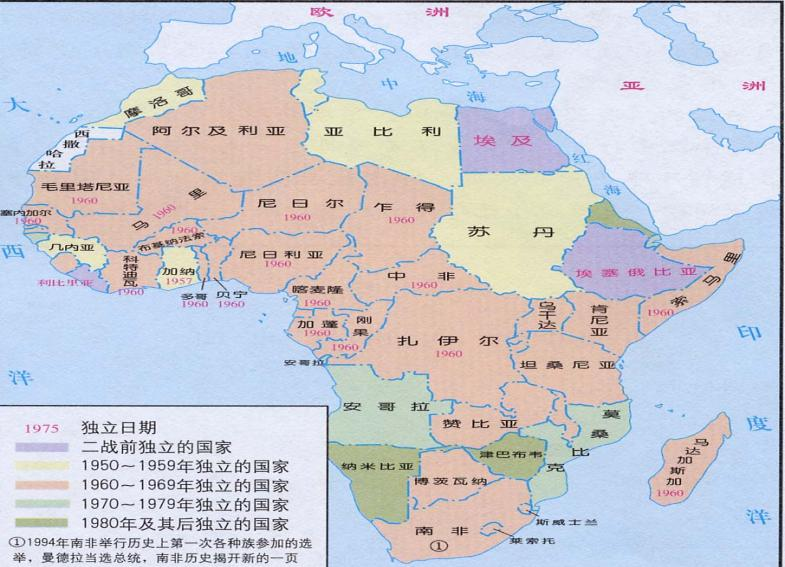 欧洲
亚洲
地中海
大西洋
红海
印度洋
摩洛哥
阿尔及利亚
亚比利
埃及
西撒哈拉
毛里塔尼亚
1960
马里
1960
尼日尔
1960
乍得
1960
苏丹
塞内加尔
1960
几内亚
利比里亚
科特迪瓦
1960
布基纳法索
1960
加纳
1957
多哥
1960
贝宁
1960
尼日利亚
1960
喀麦隆
1960
中非
1960
埃塞俄比亚
索马里
1960
加蓬
1960
刚果
1960
扎伊尔
1960
乌干达
肯尼亚
坦桑尼亚
安哥拉
安哥拉
赞比亚
莫桑比克
纳米比亚
博茨瓦纳
津巴布韦
马达加斯加
1960
南非
①
斯威士兰
莱索托
1975 独立日期
二战前独立的国家
1950～1959年独立的国家
1960～1969年独立的国家
1970～1979年独立的国家
1980年及其后独立的国家
①1994年南非举行历史上第一次各种族参加的选
举，曼德拉当选总统，南非历史揭开新的一页